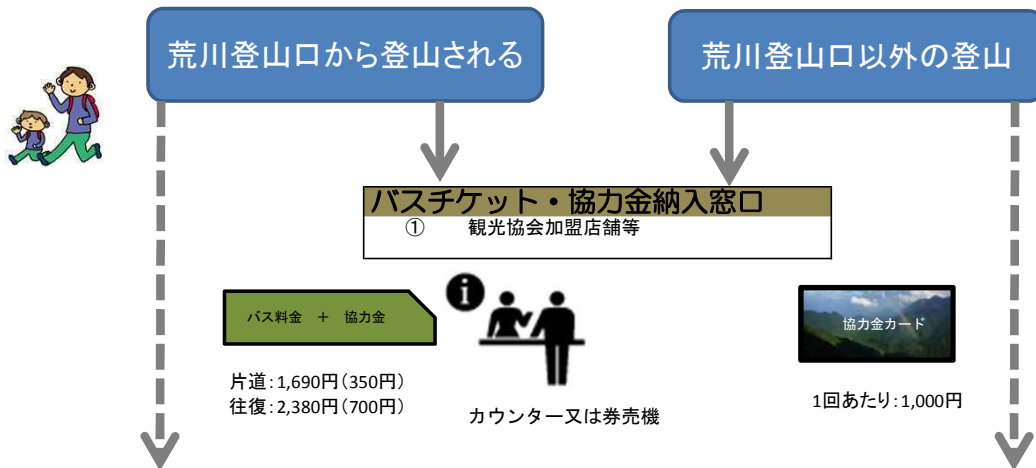 荒川登山口から登山される
荒川登山口以外の登山
バスチケット・協力金納入窓口
① 観光協会加盟店舗等
バス料金 + 協力金
片道:1,690円(350円)
往復:2,380円(700円)
カウンター又は券売機
協力金カード
1回あたり:1,000円